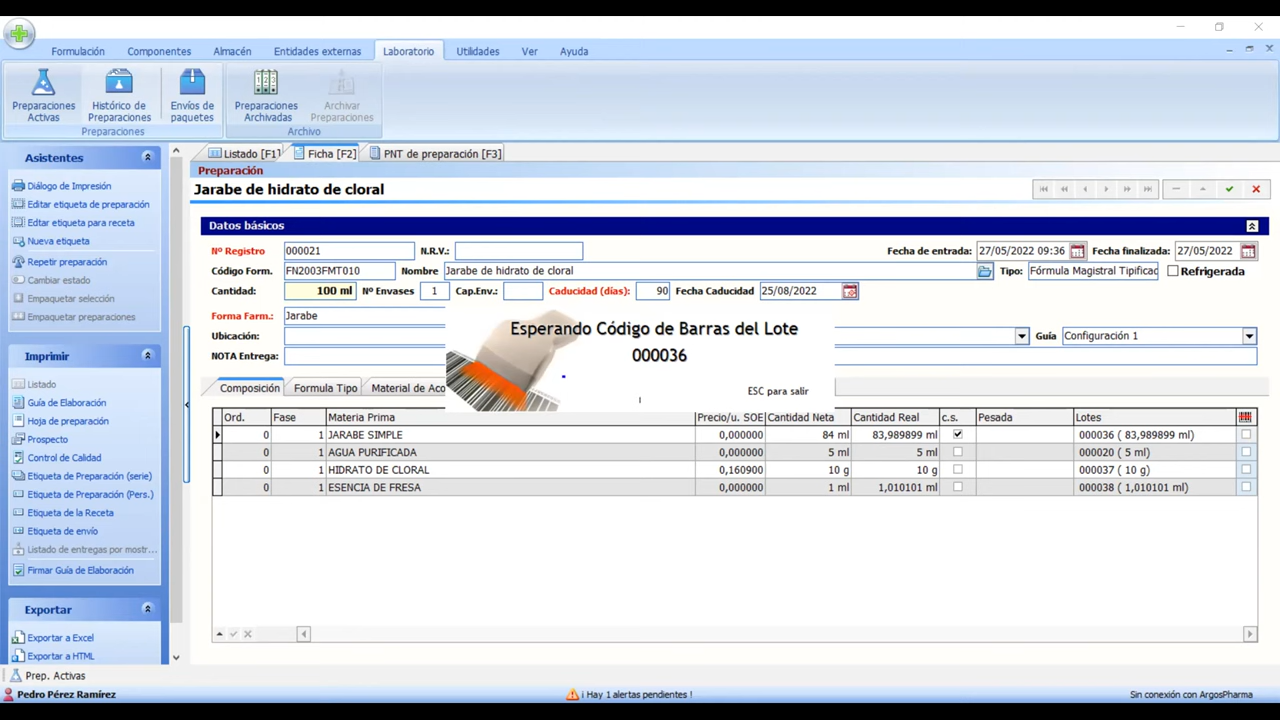 Formulación Componentes Almacén Entidades externas Laboratorio Utilidades Ver Ayuda
Preparaciones Activas
Histórico de Preparaciones
Envíos de paquetes
Preparaciones Archivadas
Archivar Preparaciones
Preparaciones Archivo
Asistentes
Diálogo de Impresión
Editar etiqueta de preparación
Edtar etiqueta para receta
Nueva etiqueta
Repetir preparación
Cambiar estado
Empaquetar selección
Empaquetar preparaciones
Imprimir
Listado
Guía de Elaboración
Hoja de preparación
Prospecto
Control de Calidad
Etiqueta de Preparación (serie)
Etiqueta de Preparación (Pers.)
Etiqueta de la Receta
Etiqueta de envío
Listado de entregas por mostr...
Firmar Guía de Elaboración
Exportar
Exportar a Excel
Exportar a HTML
Listado [F1] Ficha [F2] PNT de preparación [F3]
Preparación
Jarabe de hidrato de cloral
Datos básicos
Nº Registro 000021 N.R.V.: Fecha de entrada: 27/05/2022 09:36 Fecha finalizada: 27/05/2022
Código Form. FN2003FMT010 Nombre Jarabe de hidrato de cloral Tipo: Fórmula Magistral Tipificac Refrigerada
Cantidad: 100 ml Nº Envases 1 Cap.Env.: Caducidad (días): 90 Fecha Caducidad 25/08/2022
Forma Farm.: Jarabe
Ubicación: Guía Configuración 1
NOTA Entrega:
Esperando Código de Barras del Lote
000036
ESC para salir
Composición Formula Tipo Material de Aco
Ord. Fase Materia Prima Precio/u. SOE Cantidad Neta Cantidad Real c.s. Pesada Lotes
0 1 JARABE SIMPLE 0,000000 84 ml 83,989899 ml 000036 ( 83,989899 ml)
0 1 AGUA PURIFICADA 0,000000 5 ml 5 ml 000020 ( 5 ml)
0 1 HIDRATO DE CLORAL 0,160900 10 g 10 g 000037 ( 10 g)
0 1 ESENCIA DE FRESA 0,000000 1 ml 1,010101 ml 000038 ( 1,010101 ml)
Prep. Activas
Pedro Pérez Ramírez ¡ Hay 1 alertas pendientes ! Sin conexión con ArgosPharma